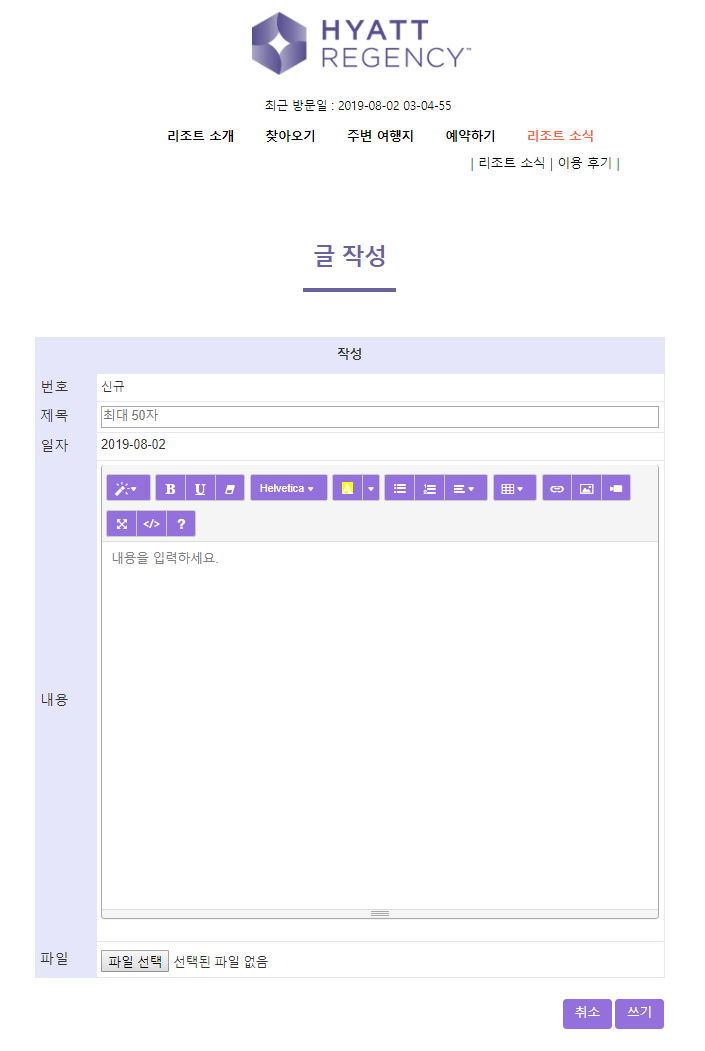 HYATT
REGENCY™
최근 방문일 : 2019-08-02 03-04-55
리조트 소개 찾아오기 주변 여행지 예약하기 리조트 소식
| 리조트 소식 | 이용 후기 |
글 작성
작성
번호 신규
제목 최대 50자
일자 2019-08-02
B U Helvetica A
</> ?
내용을 입력하세요.
내용
파일 파일 선택 선택된 파일 없음
취소 쓰기